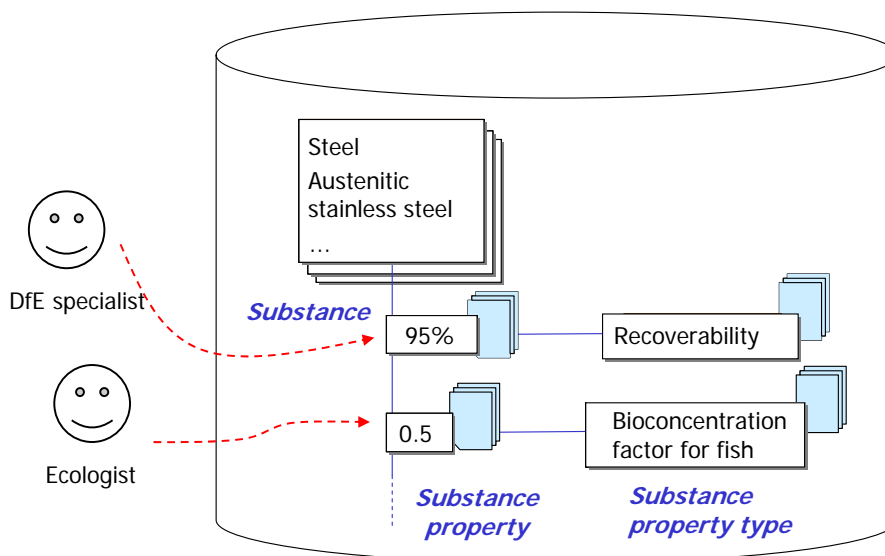 Steel
Austenitic
stainless steel
...
DfE specialist
Substance
95%
Recoverability
0.5
Bioconcentration
factor for fish
Ecologist
Substance
property
Substance
property type